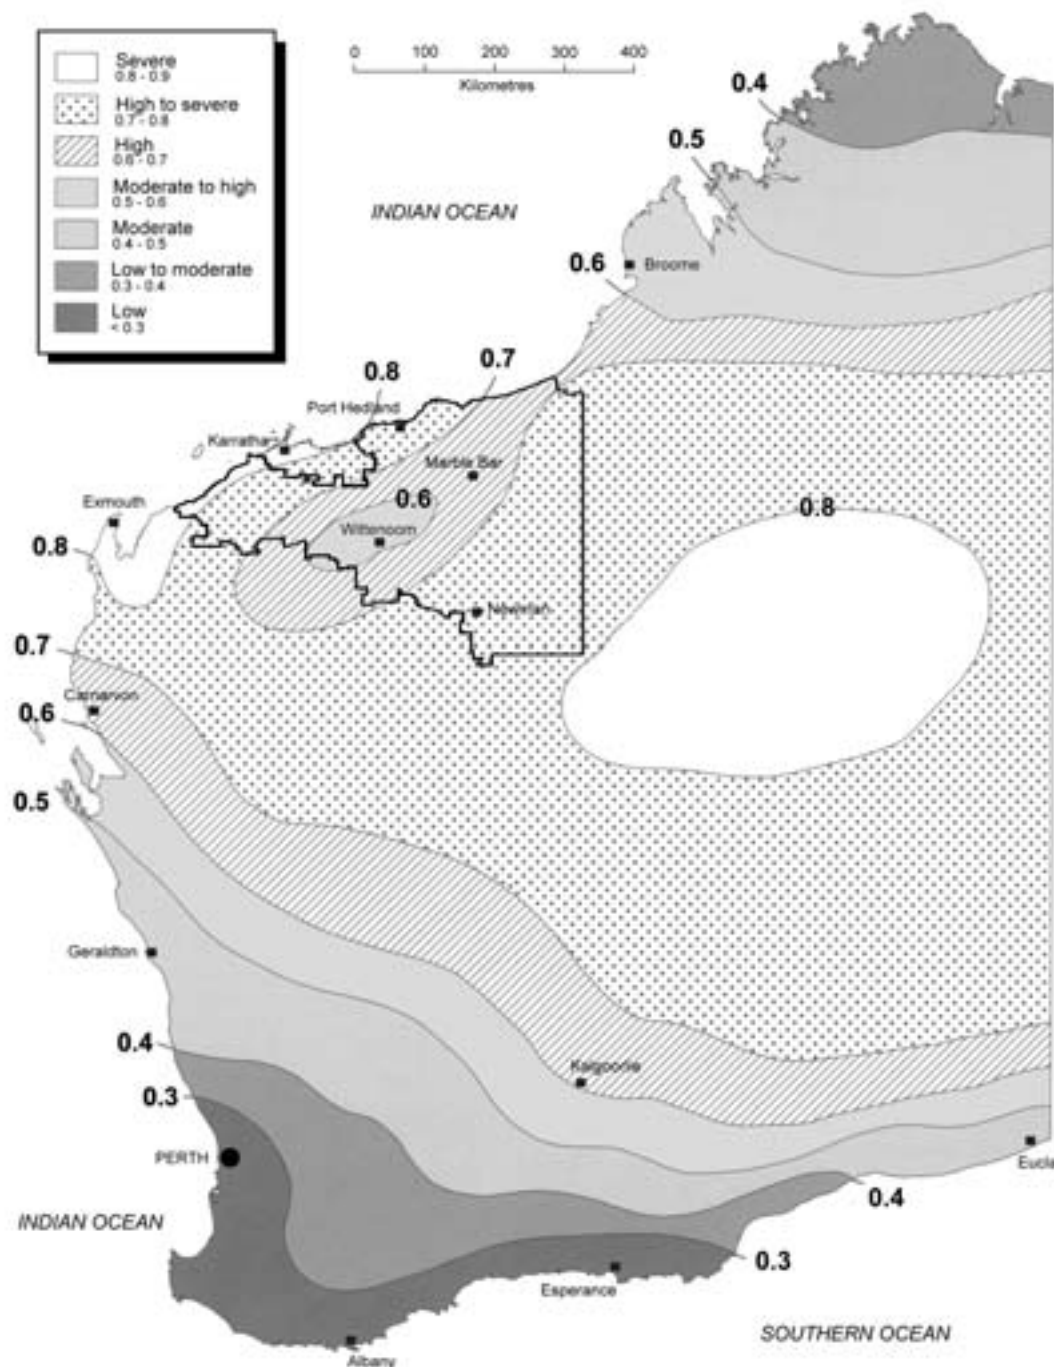 Severe
0.8 - 0.9
High to severe
0.7 - 0.8
High
0.6 - 0.7
Moderate to high
0.5 - 0.6
Moderate
0.4 - 0.5
Low to moderate
0.3 - 0.4
Low
< 0.3
0 100 200 300 400
Kilometres
0.4
0.5
INDIAN OCEAN
0.6
Broome
0.8
0.7
Port Hedland
Karratha
Marble Bar
0.6
Exmouth
0.8
Wittenoom
0.8
Newman
0.7
Carnarvon
0.6
0.5
Geraldton
0.4
Kalgoorlie
0.3
PERTH
Eucla
0.4
INDIAN OCEAN
0.3
Esperance
SOUTHERN OCEAN
Albany